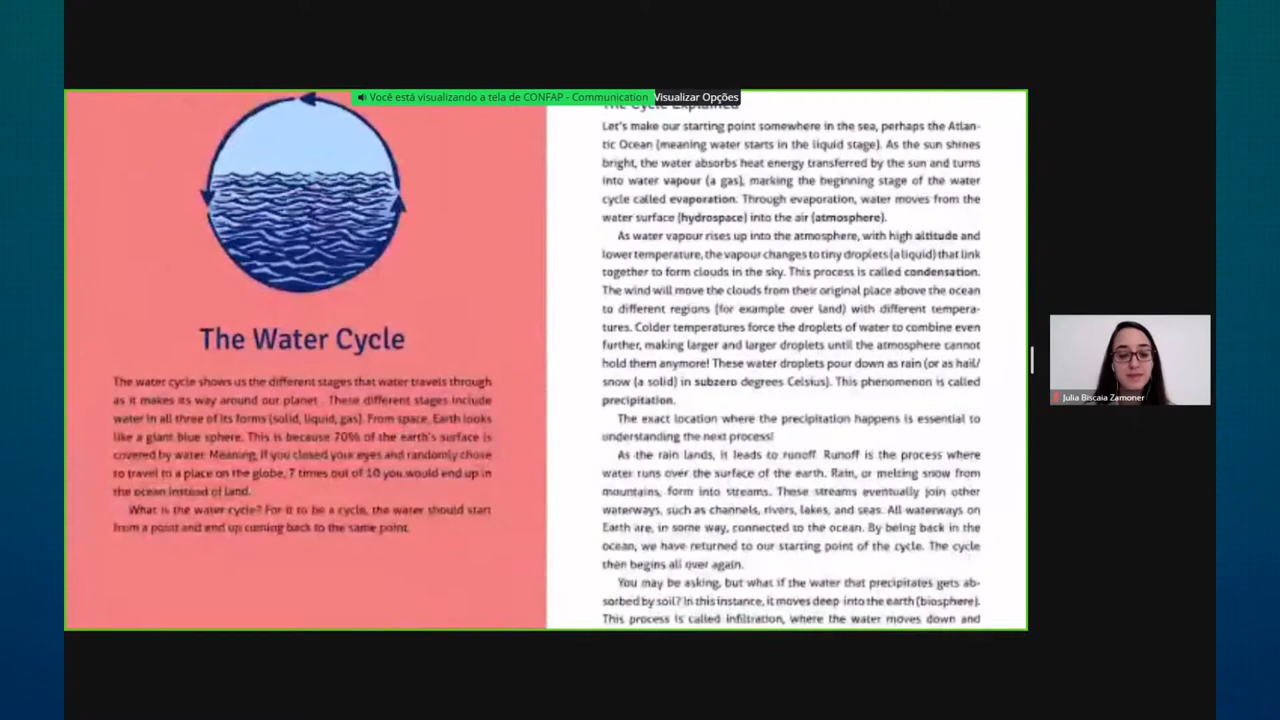 Você está visualizando a tela de CONFAP - Communication
Visualizar Opções
The Water Cycle
The water cycle shows us the different stages that water travels through
as it makes its way around our planet . These different stages include
water in all three of its forms (solid, liquid, gas). From space, Earth looks
like a giant blue sphere. This is because 70% of the earth's surface is
covered by water. Meaning, if you closed your eyes and randomly chose
to travel to a place on the globe, 7 times out of 10 you would end up in
the ocean instead of land.
What is the water cycle? For it to be a cycle, the water should start
from a point and end up coming back to the same point.
The Cycle Explained
Let's make our starting point somewhere in the sea, perhaps the Atlan-
tic Ocean (meaning water starts in the liquid stage). As the sun shines
bright, the water absorbs heat energy transferred by the sun and turns
into water vapour (a gas), marking the beginning stage of the water
cycle called evaporation. Through evaporation, water moves from the
water surface (hydrospace) into the air (atmosphere).
As water vapour rises up into the atmosphere, with high altitude and
lower temperature, the vapour changes to tiny droplets (a liquid) that link
together to form clouds in the sky. This process is called condensation.
The wind will move the clouds from their original place above the ocean
to different regions (for example over land) with different tempera-
tures. Colder temperatures force the droplets of water to combine even
further, making larger and larger droplets until the atmosphere cannot
hold them anymore! These water droplets pour down as rain (or as hail/
snow (a solid) in subzero degrees Celsius). This phenomenon is called
precipitation.
The exact location where the precipitation happens is essential to
understanding the next process!
As the rain lands, it leads to runoff. Runoff is the process where
water runs over the surface of the earth. Rain, or melting snow from
mountains, form into streams. These streams eventually join other
waterways, such as channels, rivers, lakes, and seas. All waterways on
Earth are, in some way, connected to the ocean. By being back in the
ocean, we have returned to our starting point of the cycle. The cycle
then begins all over again.
You may be asking, but what if the water that precipitates gets ab-
sorbed by soil? In this instance, it moves deep into the earth (biosphere).
This process is called infiltration, where the water moves down and
Julia Biscaia Zamoner